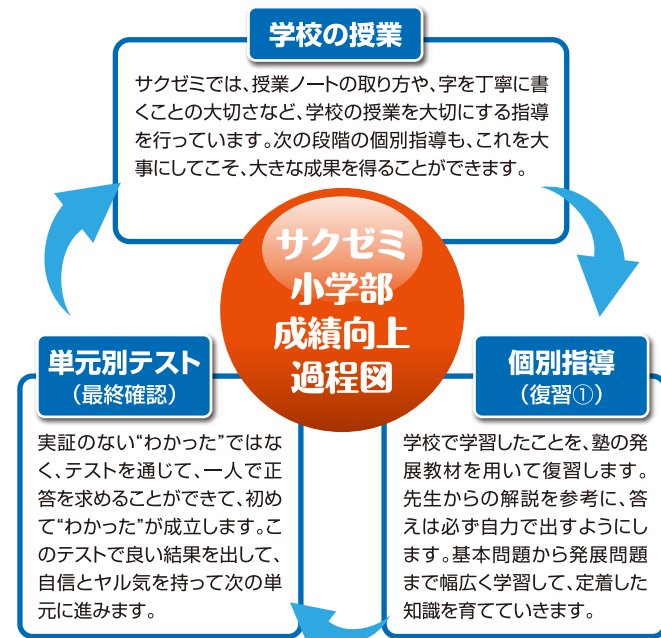 学校の授業
サクゼミでは、授業ノートの取り方や、字を丁寧に書
くことの大切さなど、学校の授業を大切にする指導
を行っています。次の段階の個別指導も、これを大
事にしてこそ、大きな成果を得ることができます。
サクゼミ
小学部
成績向上
過程図
個別指導
（復習①）
学校で学習したことを、塾の発
展教材を用いて復習します。
先生からの解説を参考に、答
えは必ず自力で出すようにし
ます。基本問題から発展問題
まで幅広く学習して、定着した
知識を育てていきます。
単元別テスト
（最終確認）
実証のない“わかった”ではな
く、テストを通じて、一人で正
答を求めることができて、初め
て“わかった”が成立します。こ
のテストで良い結果を出して、
自信とヤル気を持って次の単
元に進みます。